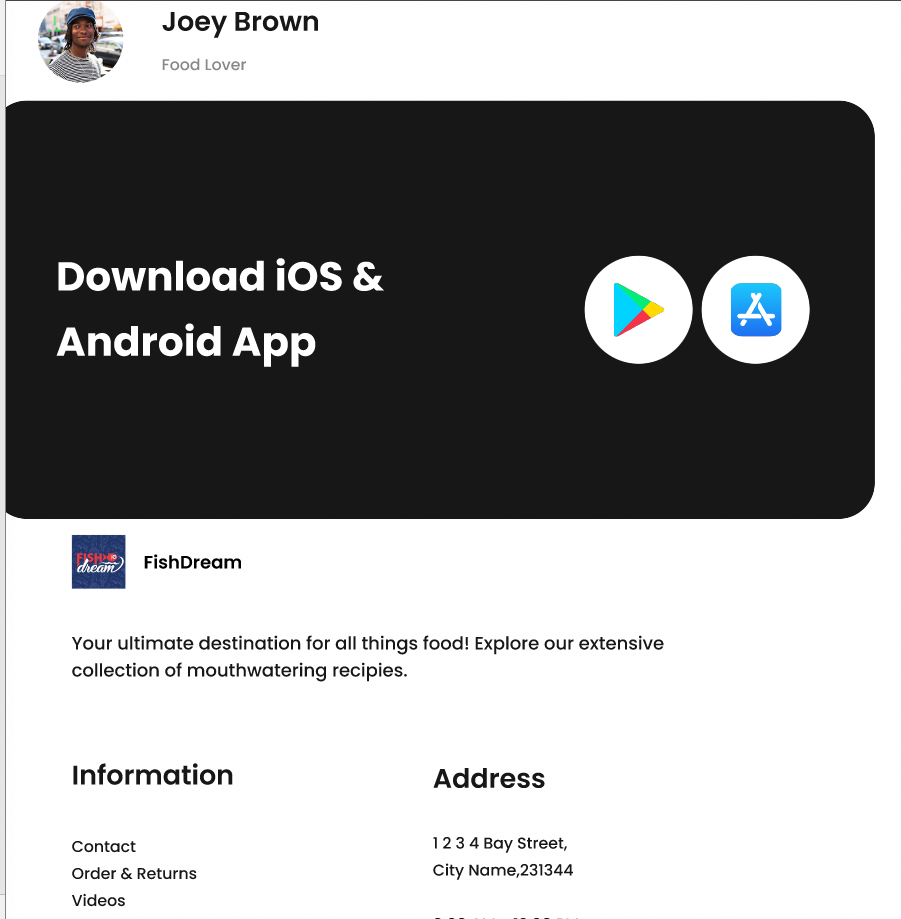 Joey Brown
Food Lover
Download iOS &
Android App
FISH
dream
FishDream
Your ultimate destination for all things food! Explore our extensive
collection of mouthwatering recipies.
Information
Address
Contact
Order & Returns
Videos
1 2 3 4 Bay Street,
City Name,231344